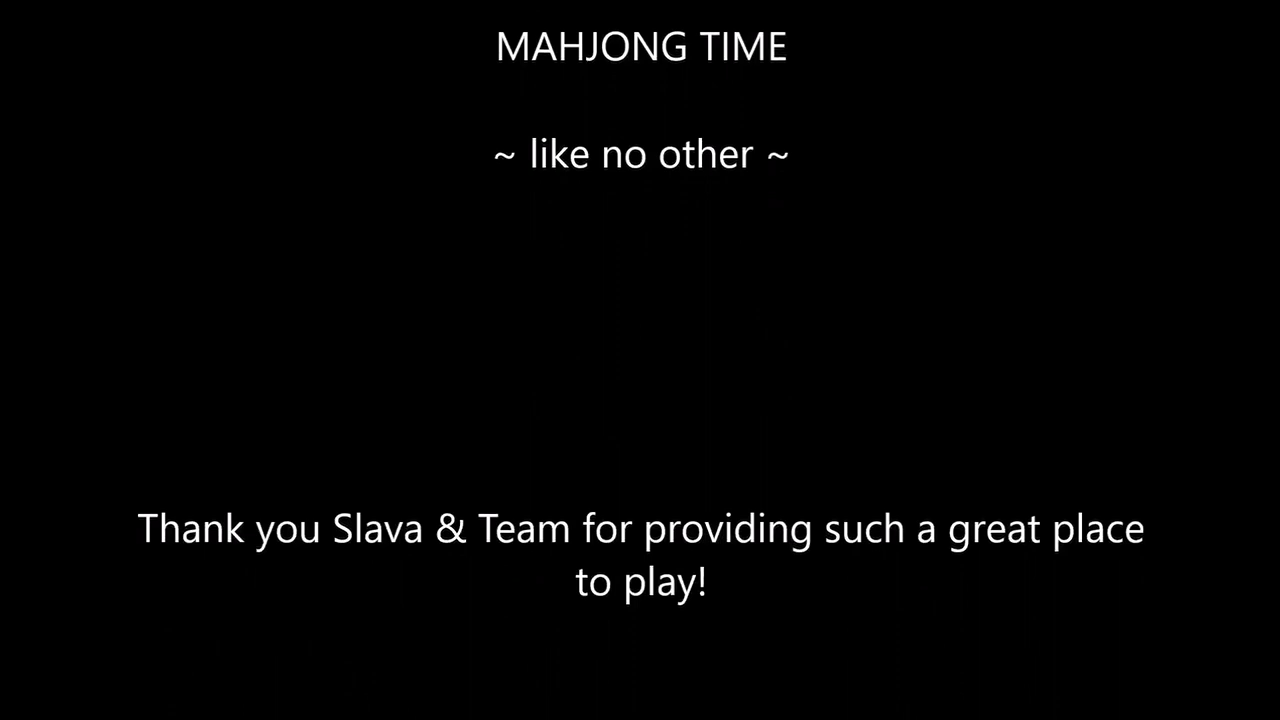 MAHJONG TIME
~ like no other ~
Thank you Slava & Team for providing such a great place
to play!